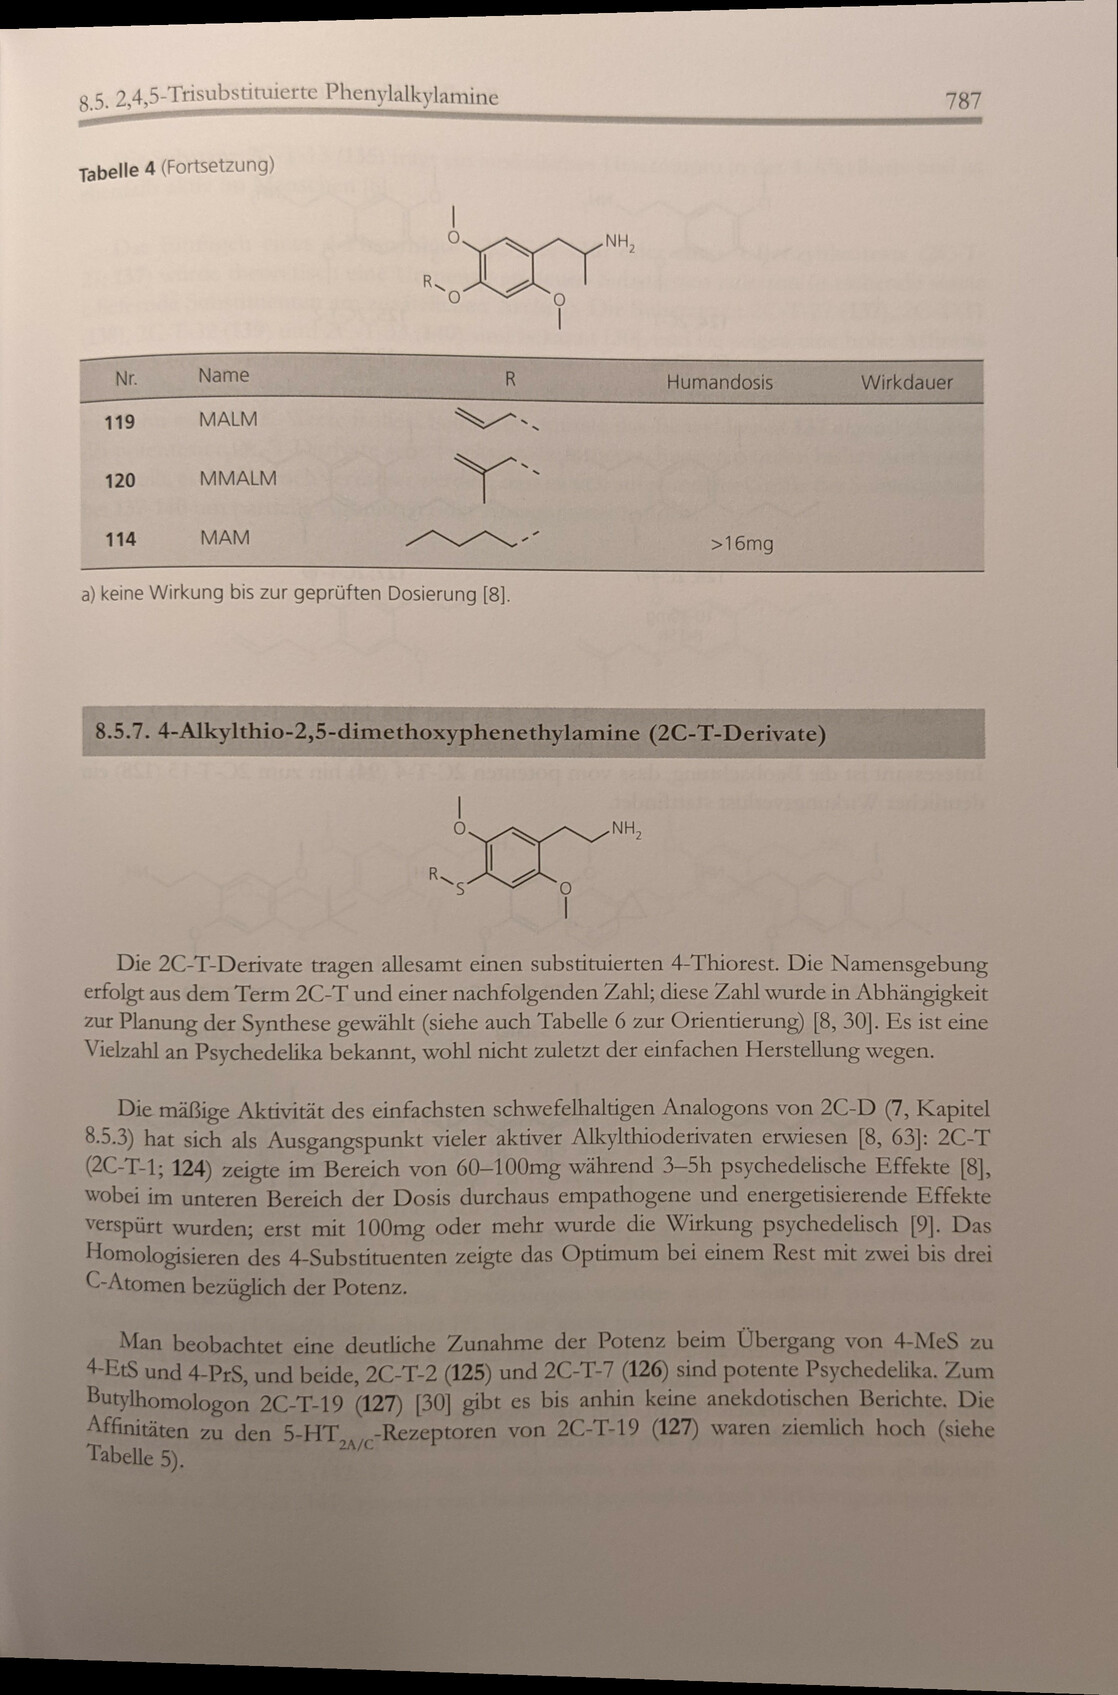 8.5. 2,4,5-Trisubstituierte Phenylalkylamine 787
Tabelle 4 (Fortsetzung)
O
NH2
R
O
O
Nr. Name R Humandosis Wirkdauer
119 MALM
120 MMALM
114 MAM >16mg
a) keine Wirkung bis zur geprüften Dosierung [8].
8.5.7. 4-Alkylthio-2,5-dimethoxyphenethylamine (2C-T-Derivate)
O
NH2
R
S
O
Die 2C-T-Derivate tragen allesamt einen substituierten 4-Thiorest. Die Namensgebung
erfolgt aus dem Term 2C-T und einer nachfolgenden Zahl; diese Zahl wurde in Abhängigkeit
zur Planung der Synthese gewählt (siehe auch Tabelle 6 zur Orientierung) [8, 30]. Es ist eine
Vielzahl an Psychedelika bekannt, wohl nicht zuletzt der einfachen Herstellung wegen.
Die mäßige Aktivität des einfachsten schwefelhaltigen Analogons von 2C-D (7, Kapitel
8.5.3) hat sich als Ausgangspunkt vieler aktiver Alkylthioderivaten erwiesen [8, 63]: 2C-T
(2C-T-1; 124) zeigte im Bereich von 60–100mg während 3–5h psychedelische Effekte [8],
wobei im unteren Bereich der Dosis durchaus empathogene und energetisierende Effekte
verspürt wurden; erst mit 100mg oder mehr wurde die Wirkung psychedelisch [9]. Das
Homologisieren des 4-Substituenten zeigte das Optimum bei einem Rest mit zwei bis drei
C-Atomen bezüglich der Potenz.
Man beobachtet eine deutliche Zunahme der Potenz beim Übergang von 4-MeS zu
4-EtS und 4-PrS, und beide, 2C-T-2 (125) und 2C-T-7 (126) sind potente Psychedelika. Zum
Butylhomologon 2C-T-19 (127) [30] gibt es bis anhin keine anekdotischen Berichte. Die
Affinitäten zu den 5-HT2A/C-Rezeptoren von 2C-T-19 (127) waren ziemlich hoch (siehe
Tabelle 5).